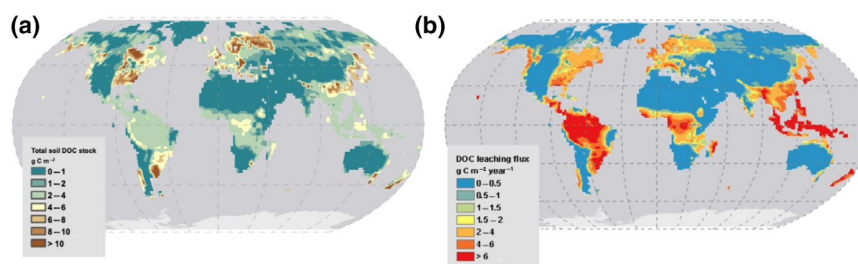 (a)
Total soil DOC stock
g C m⁻²
0–1
1–2
2–4
4–6
6–8
8–10
> 10
(b)
DOC leaching flux
g C m⁻² year⁻¹
0–0.5
0.5–1
1–1.5
1.5–2
2–4
4–6
> 6